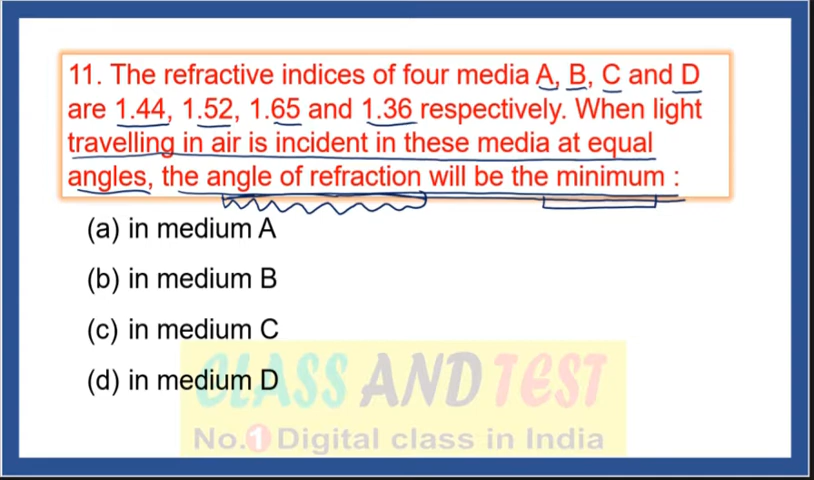 11. The refractive indices of four media A, B, C and D
are 1.44, 1.52, 1.65 and 1.36 respectively. When light
travelling in air is incident in these media at equal
angles, the angle of refraction will be the minimum :
(a) in medium A
(b) in medium B
(c) in medium C
(d) in medium D
CLASS AND TEST
No.1 Digital class in India